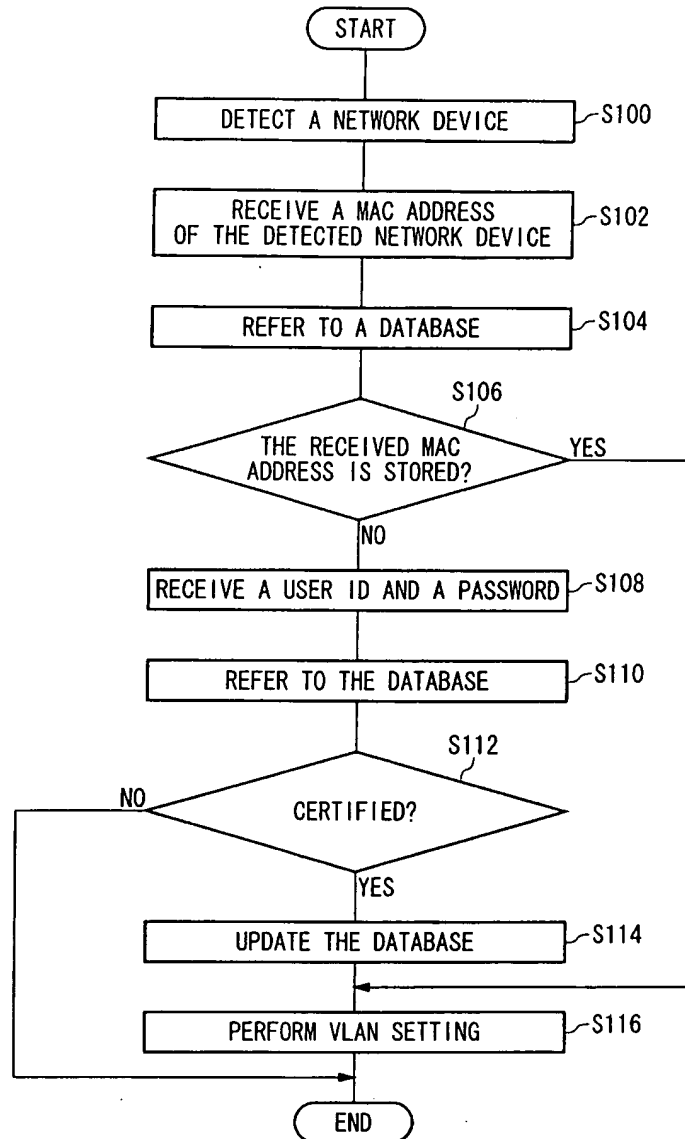 START
DETECT A NETWORK DEVICE
S100
RECEIVE A MAC ADDRESS
OF THE DETECTED NETWORK DEVICE
S102
REFER TO A DATABASE
S104
S106
THE RECEIVED MAC
ADDRESS IS STORED?
YES
NO
RECEIVE A USER ID AND A PASSWORD
S108
REFER TO THE DATABASE
S110
S112
NO
CERTIFIED?
YES
UPDATE THE DATABASE
S114
PERFORM VLAN SETTING
S116
END